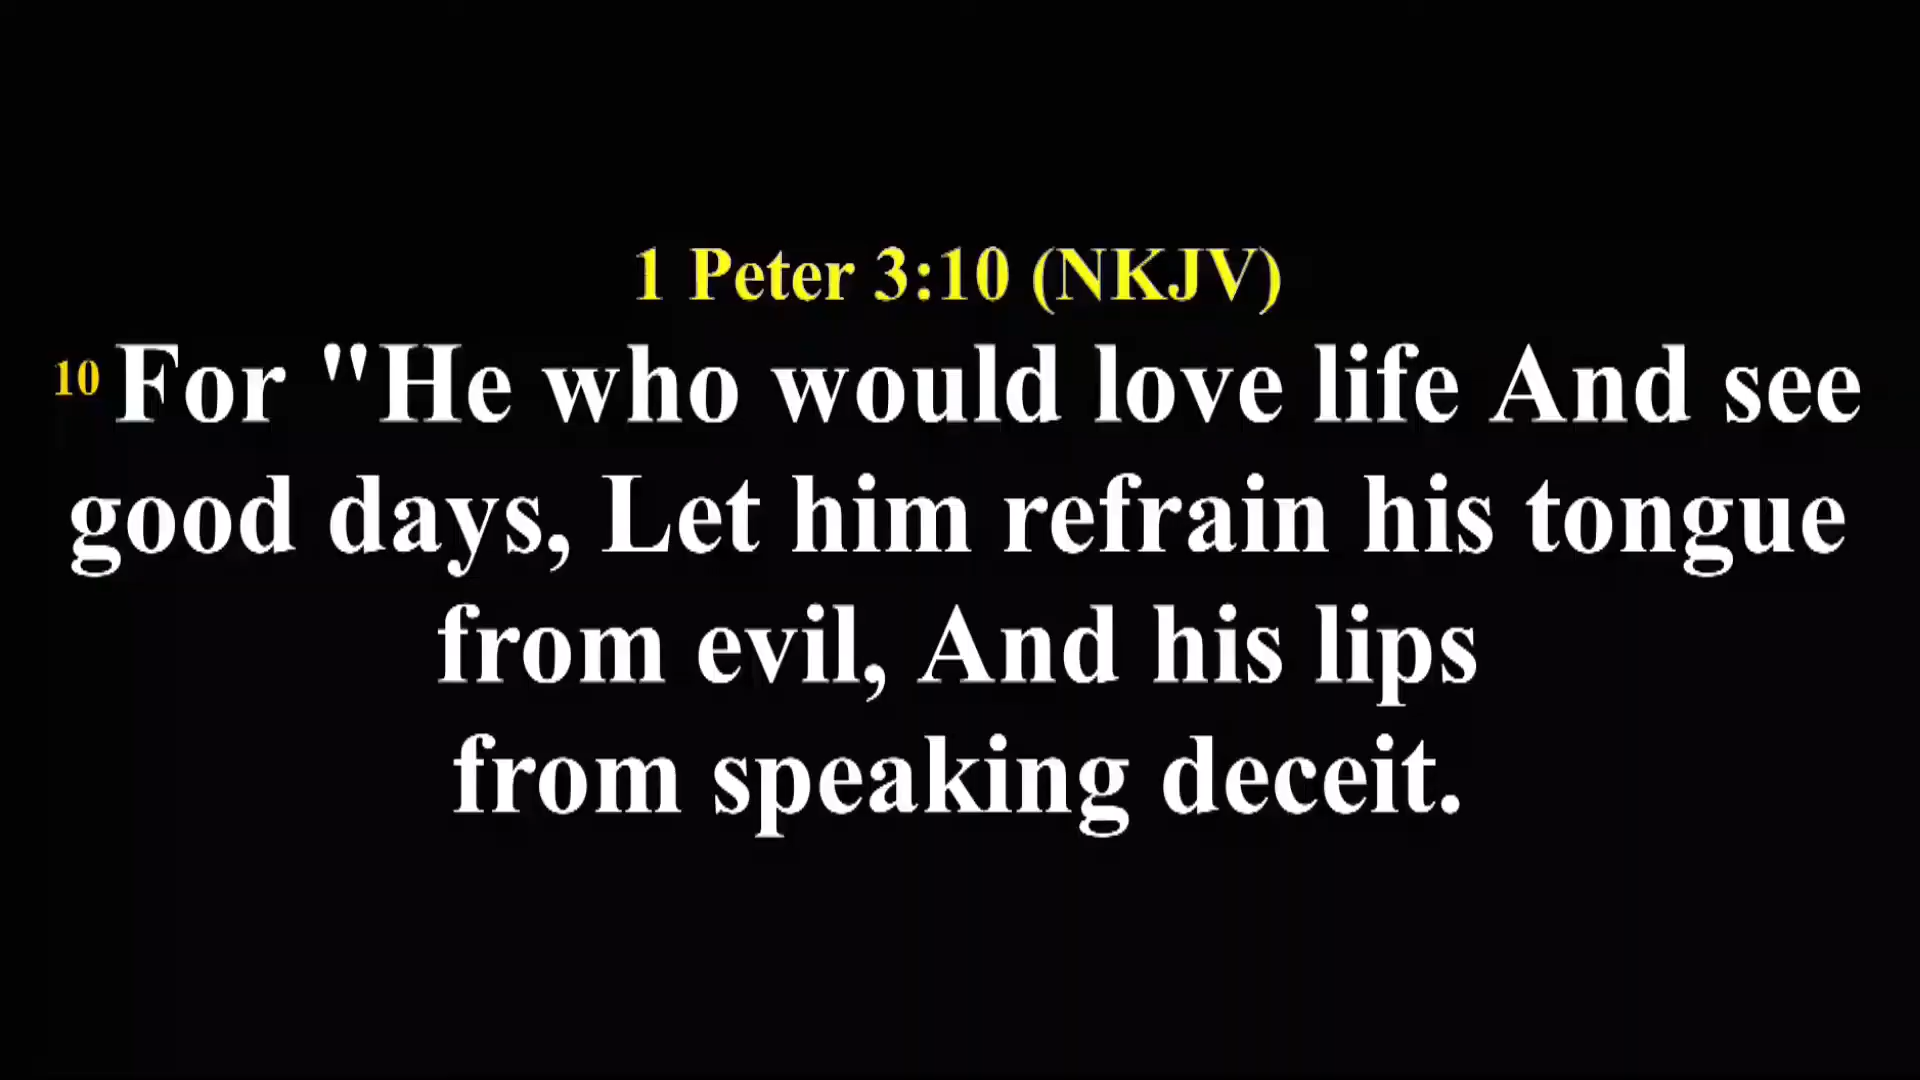 1 Peter 3:10 (NKJV)
10 For "He who would love life And see
good days, Let him refrain his tongue
from evil, And his lips
from speaking deceit.